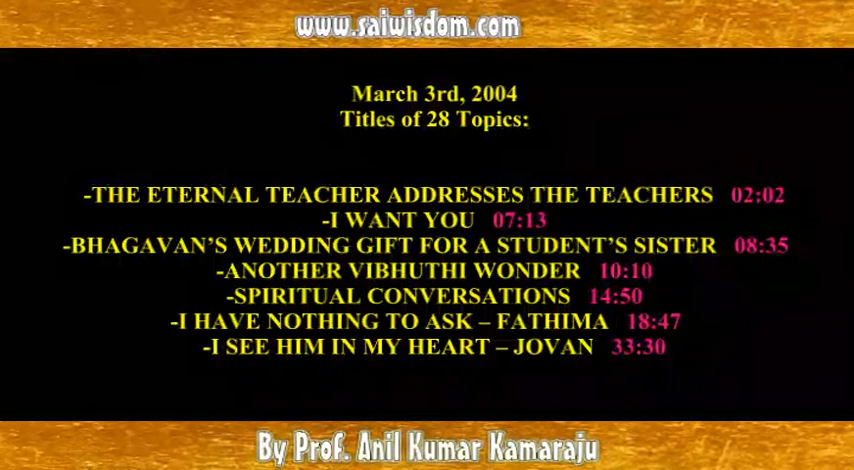 www.saiwisdom.com
March 3rd, 2004
Titles of 28 Topics:
-THE ETERNAL TEACHER ADDRESSES THE TEACHERS 02:02
-I WANT YOU 07:13
-BHAGAVAN’S WEDDING GIFT FOR A STUDENT’S SISTER 08:35
-ANOTHER VIBHUTHI WONDER 10:10
-SPIRITUAL CONVERSATIONS 14:50
-I HAVE NOTHING TO ASK – FATHIMA 18:47
-I SEE HIM IN MY HEART – JOVAN 33:30
By Prof. Anil Kumar Kamaraju